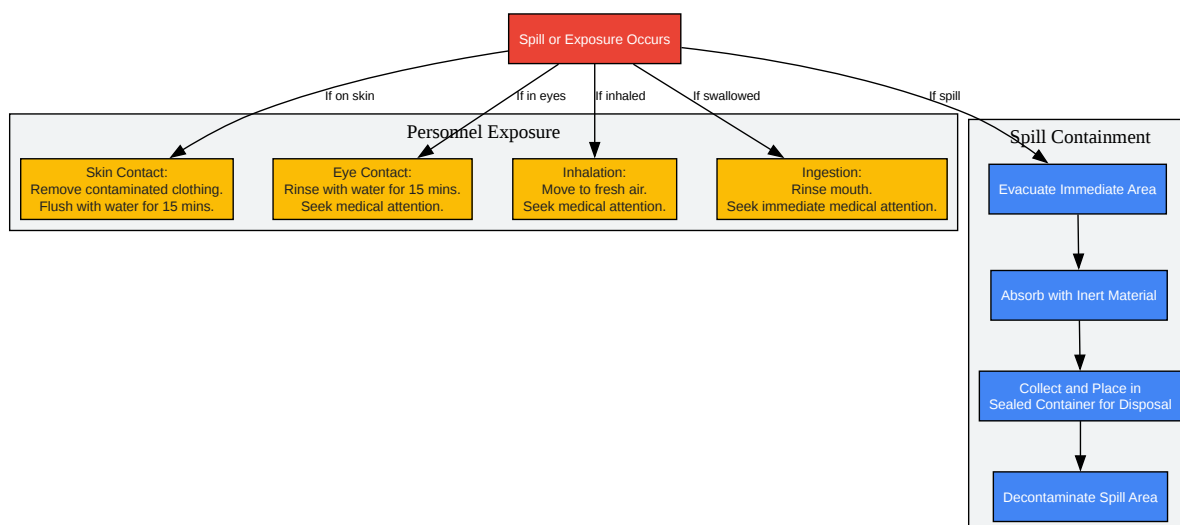 Spill or Exposure Occurs
If on skin
If in eyes
If inhaled
If swallowed
If spill
Personnel Exposure
Skin Contact:
Remove contaminated clothing.
Flush with water for 15 mins.
Eye Contact:
Rinse with water for 15 mins.
Seek medical attention.
Inhalation:
Move to fresh air.
Seek medical attention.
Ingestion:
Rinse mouth.
Seek immediate medical attention.
Spill Containment
Evacuate Immediate Area
Absorb with Inert Material
Collect and Place in
Sealed Container for Disposal
Decontaminate Spill Area